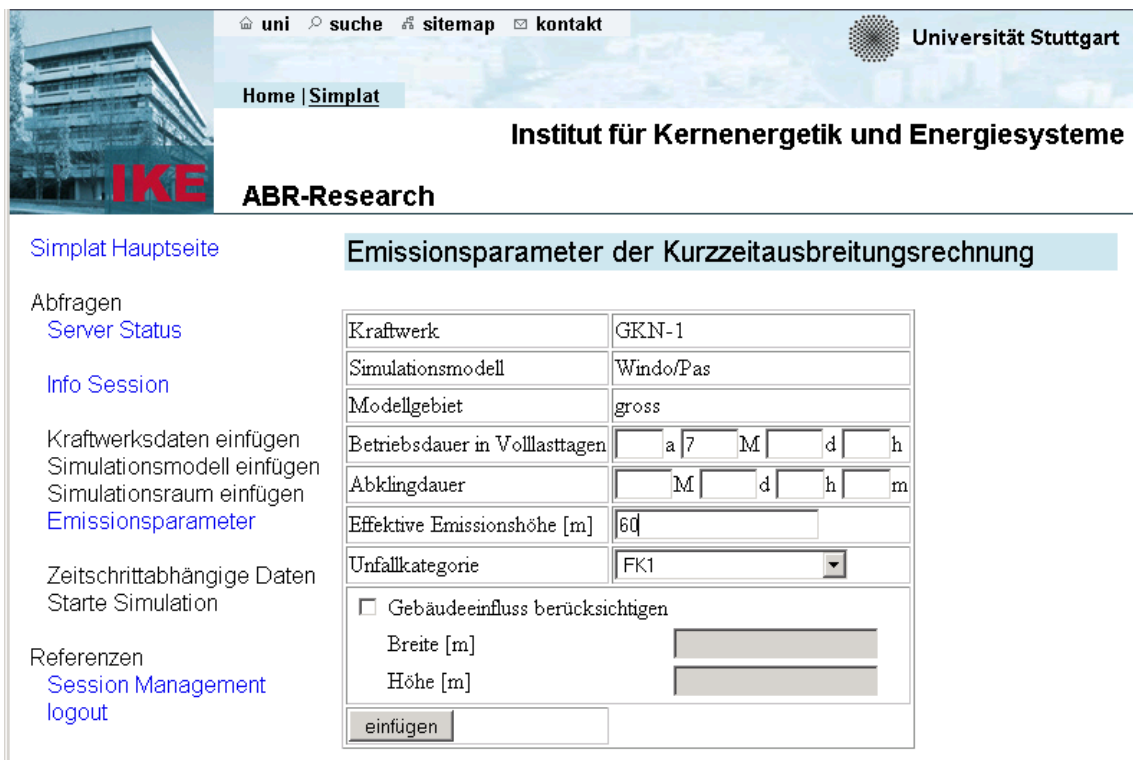 uni suche sitemap kontakt
Universität Stuttgart
Home | Simplat
Institut für Kernenergetik und Energiesysteme
IKE
ABR-Research
Simplat Hauptseite
Abfragen
Server Status
Info Session
Kraftwerksdaten einfügen
Simulationsmodell einfügen
Simulationsraum einfügen
Emissionsparameter
Zeitschrittabhängige Daten
Starte Simulation
Referenzen
Session Management
logout
Emissionsparameter der Kurzzeitausbreitungsrechnung
Kraftwerk GKN-1
Simulationsmodell Windo/Pas
Modellgebiet gross
Betriebsdauer in Volllasttagen a 7 M d h
Abklingdauer M d h m
Effektive Emissionshöhe [m] 60
Unfallkategorie FK1
Gebäudeeinfluss berücksichtigen
Breite [m]
Höhe [m]
einfügen